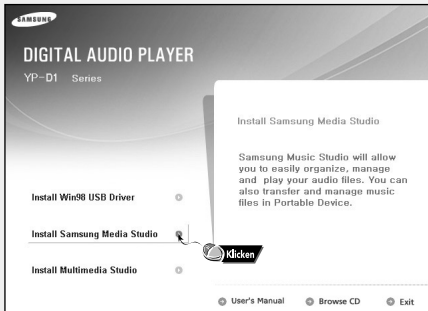 SAMSUNG
DIGITAL AUDIO PLAYER
YP-D1 Series
Install Samsung Media Studio
Samsung Music Studio will allow
you to easily organize, manage
and play your audio files. You can
also transfer and manage music
files in Portable Device.
Install Win98 USB Driver
Install Samsung Media Studio
Klicken
Install Multimedia Studio
User's Manual
Browse CD
Exit